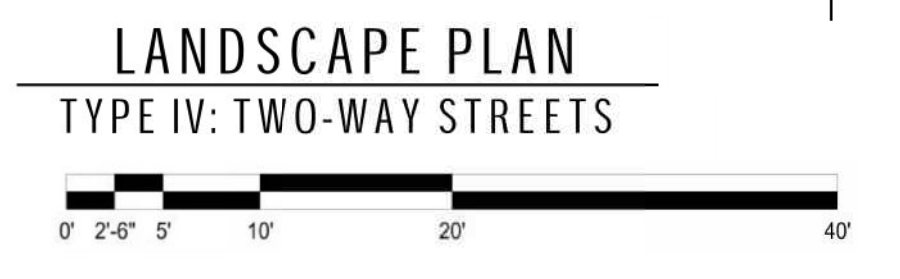 LANDSCAPE PLAN
TYPE IV: TWO-WAY STREETS
0' 2'-6" 5' 10' 20' 40'